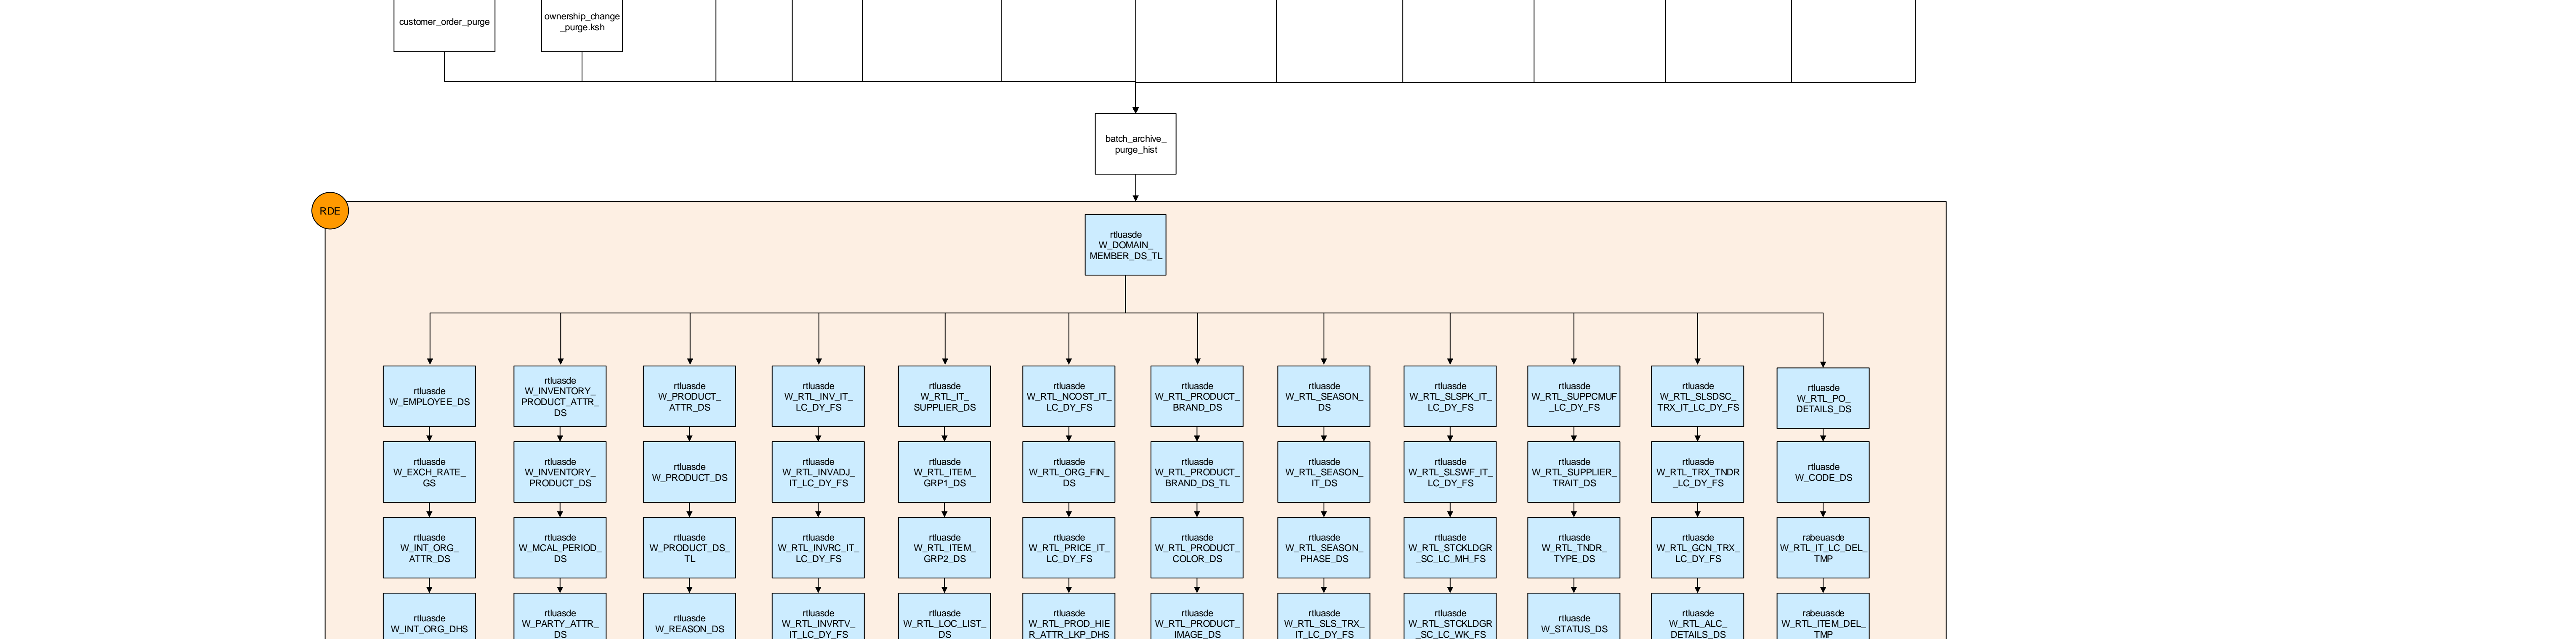 customer_order_purge
ownership_change
_purge.ksh
batch_archive_
purge_hist
RDE
rtluasde
W_DOMAIN_
MEMBER_DS_TL
rtluasde
W_EMPLOYEE_DS
rtluasde
W_INVENTORY_
PRODUCT_ATTR_
DS
rtluasde
W_PRODUCT_
ATTR_DS
rtluasde
W_RTL_INV_IT_
LC_DY_FS
rtluasde
W_RTL_IT_
SUPPLIER_DS
rtluasde
W_RTL_NCOST_IT_
LC_DY_FS
rtluasde
W_RTL_PRODUCT_
BRAND_DS
rtluasde
W_RTL_SEASON_
DS
rtluasde
W_RTL_SLSPK_IT_
LC_DY_FS
rtluasde
W_RTL_SUPPCMUF
_LC_DY_FS
rtluasde
W_RTL_SLSDSC_
TRX_IT_LC_DY_FS
rtluasde
W_RTL_PO_
DETAILS_DS
rtluasde
W_EXCH_RATE_
GS
rtluasde
W_INVENTORY_
PRODUCT_DS
rtluasde
W_PRODUCT_DS
rtluasde
W_RTL_INVADJ_
IT_LC_DY_FS
rtluasde
W_RTL_ITEM_
GRP1_DS
rtluasde
W_RTL_ORG_FIN_
DS
rtluasde
W_RTL_PRODUCT_
BRAND_DS_TL
rtluasde
W_RTL_SEASON_
IT_DS
rtluasde
W_RTL_SLSWF_IT_
LC_DY_FS
rtluasde
W_RTL_SUPPLIER_
TRAIT_DS
rtluasde
W_RTL_TRX_TNDR
_LC_DY_FS
rtluasde
W_CODE_DS
rtluasde
W_INT_ORG_
ATTR_DS
rtluasde
W_MCAL_PERIOD_
DS
rtluasde
W_PRODUCT_DS_
TL
rtluasde
W_RTL_INVRC_IT_
LC_DY_FS
rtluasde
W_RTL_ITEM_
GRP2_DS
rtluasde
W_RTL_PRICE_IT_
LC_DY_FS
rtluasde
W_RTL_PRODUCT_
COLOR_DS
rtluasde
W_RTL_SEASON_
PHASE_DS
rtluasde
W_RTL_STCKLDGR
_SC_LC_MH_FS
rtluasde
W_RTL_TNDR_
TYPE_DS
rtluasde
W_RTL_GCN_TRX_
LC_DY_FS
rabeuasde
W_RTL_IT_LC_DEL_
TMP
rtluasde
W_INT_ORG_DHS
rtluasde
W_PARTY_ATTR_
DS
rtluasde
W_REASON_DS
rtluasde
W_RTL_INVRTV_
IT_LC_DY_FS
rtluasde
W_RTL_LOC_LIST_
DS
rtluasde
W_RTL_PROD_HIE
R_ATTR_LKP_DHS
rtluasde
W_RTL_PRODUCT_
IMAGE_DS
rtluasde
W_RTL_SLS_TRX_
IT_LC_DY_FS
rtluasde
W_RTL_STCKLDGR
_SC_LC_WK_FS
rtluasde
W_STATUS_DS
rtluasde
W_RTL_ALC_
DETAILS_DS
rabeuasde
W_RTL_ITEM_DEL_
TMP